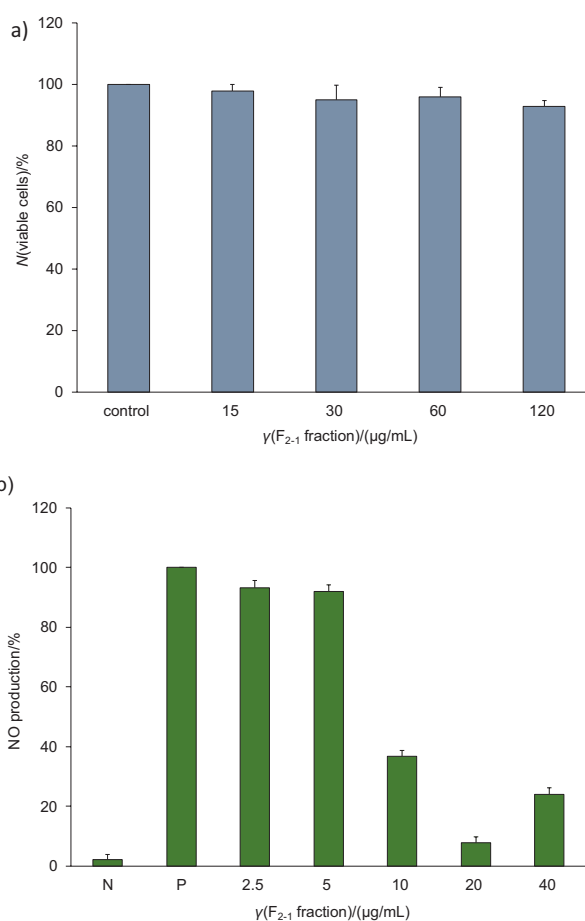 a)
120
100
80
60
40
20
0
N(viable cells)/%
control 15 30 60 120
γ(F2-1 fraction)/(µg/mL)
b)
120
100
80
60
40
20
0
NO production/%
N P 2.5 5 10 20 40
γ(F2-1 fraction)/(µg/mL)